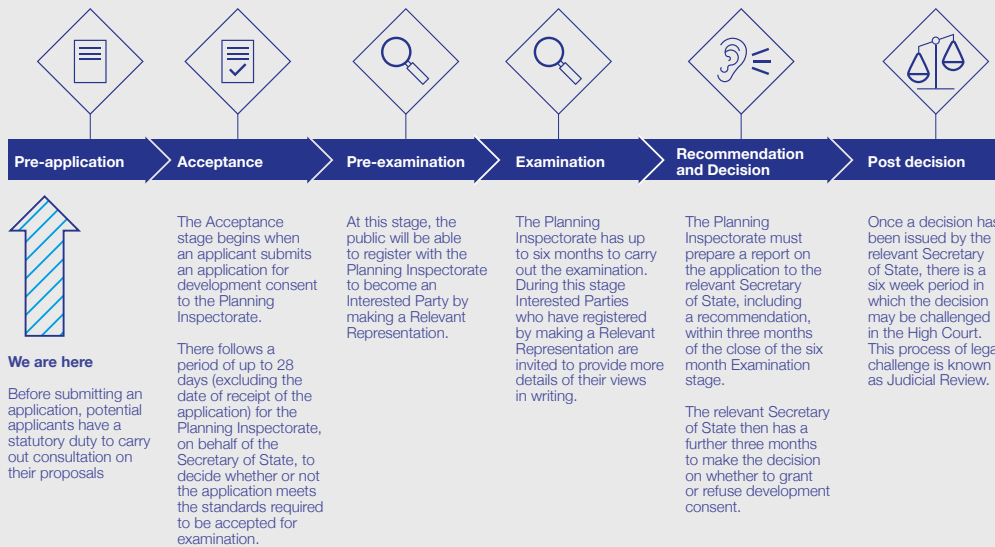 Pre-application
Acceptance
Pre-examination
Examination
Recommendation
and Decision
Post decision
We are here
Before submitting an
application, potential
applicants have a
statutory duty to carry
out consultation on
their proposals
The Acceptance
stage begins when
an applicant submits
an application for
development consent
to the Planning
Inspectorate.
There follows a
period of up to 28
days (excluding the
date of receipt of the
application) for the
Planning Inspectorate,
on behalf of the
Secretary of State, to
decide whether or not
the application meets
the standards required
to be accepted for
examination.
At this stage, the
public will be able
to register with the
Planning Inspectorate
to become an
Interested Party by
making a Relevant
Representation.
The Planning
Inspectorate has up
to six months to carry
out the examination.
During this stage
Interested Parties
who have registered
by making a Relevant
Representation are
invited to provide more
details of their views
in writing.
The Planning
Inspectorate must
prepare a report on
the application to the
relevant Secretary
of State, including
a recommendation,
within three months
of the close of the six
month Examination
stage.
The relevant Secretary
of State then has a
further three months
to make the decision
on whether to grant
or refuse development
consent.
Once a decision has
been issued by the
relevant Secretary
of State, there is a
six week period in
which the decision
may be challenged
in the High Court.
This process of lega
challenge is known
as Judicial Review.